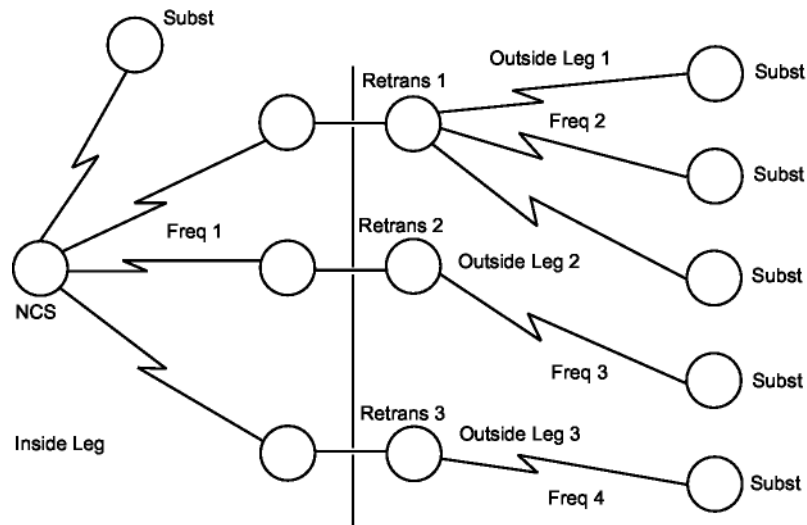 Subst
Outside Leg 1
Subst
Retrans 1
Freq 2
Subst
Freq 1
Retrans 2
Outside Leg 2
Subst
NCS
Freq 3
Subst
Retrans 3
Outside Leg 3
Inside Leg
Subst
Freq 4